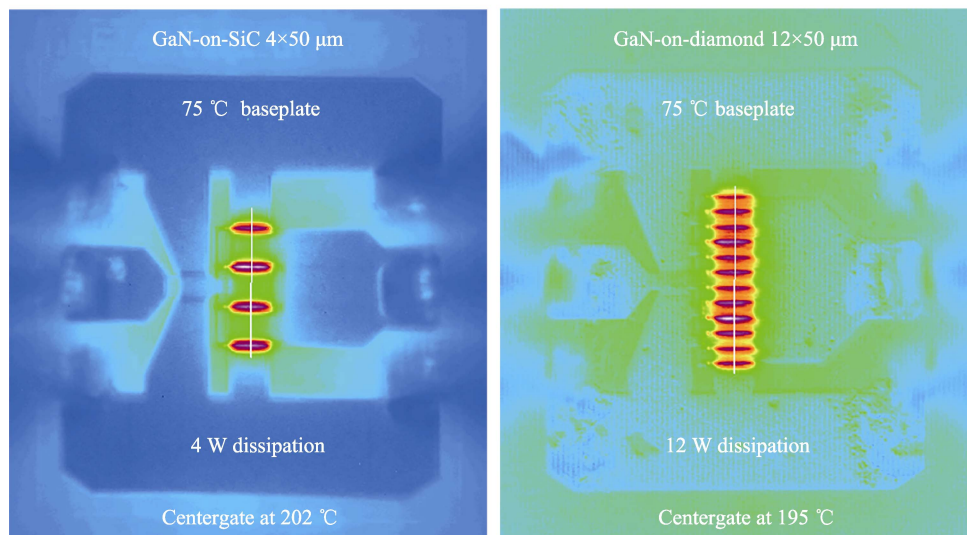 GaN-on-SiC 4×50 μm
75 ℃ baseplate
4 W dissipation
Centergate at 202 ℃
GaN-on-diamond 12×50 μm
75 ℃ baseplate
12 W dissipation
Centergate at 195 ℃